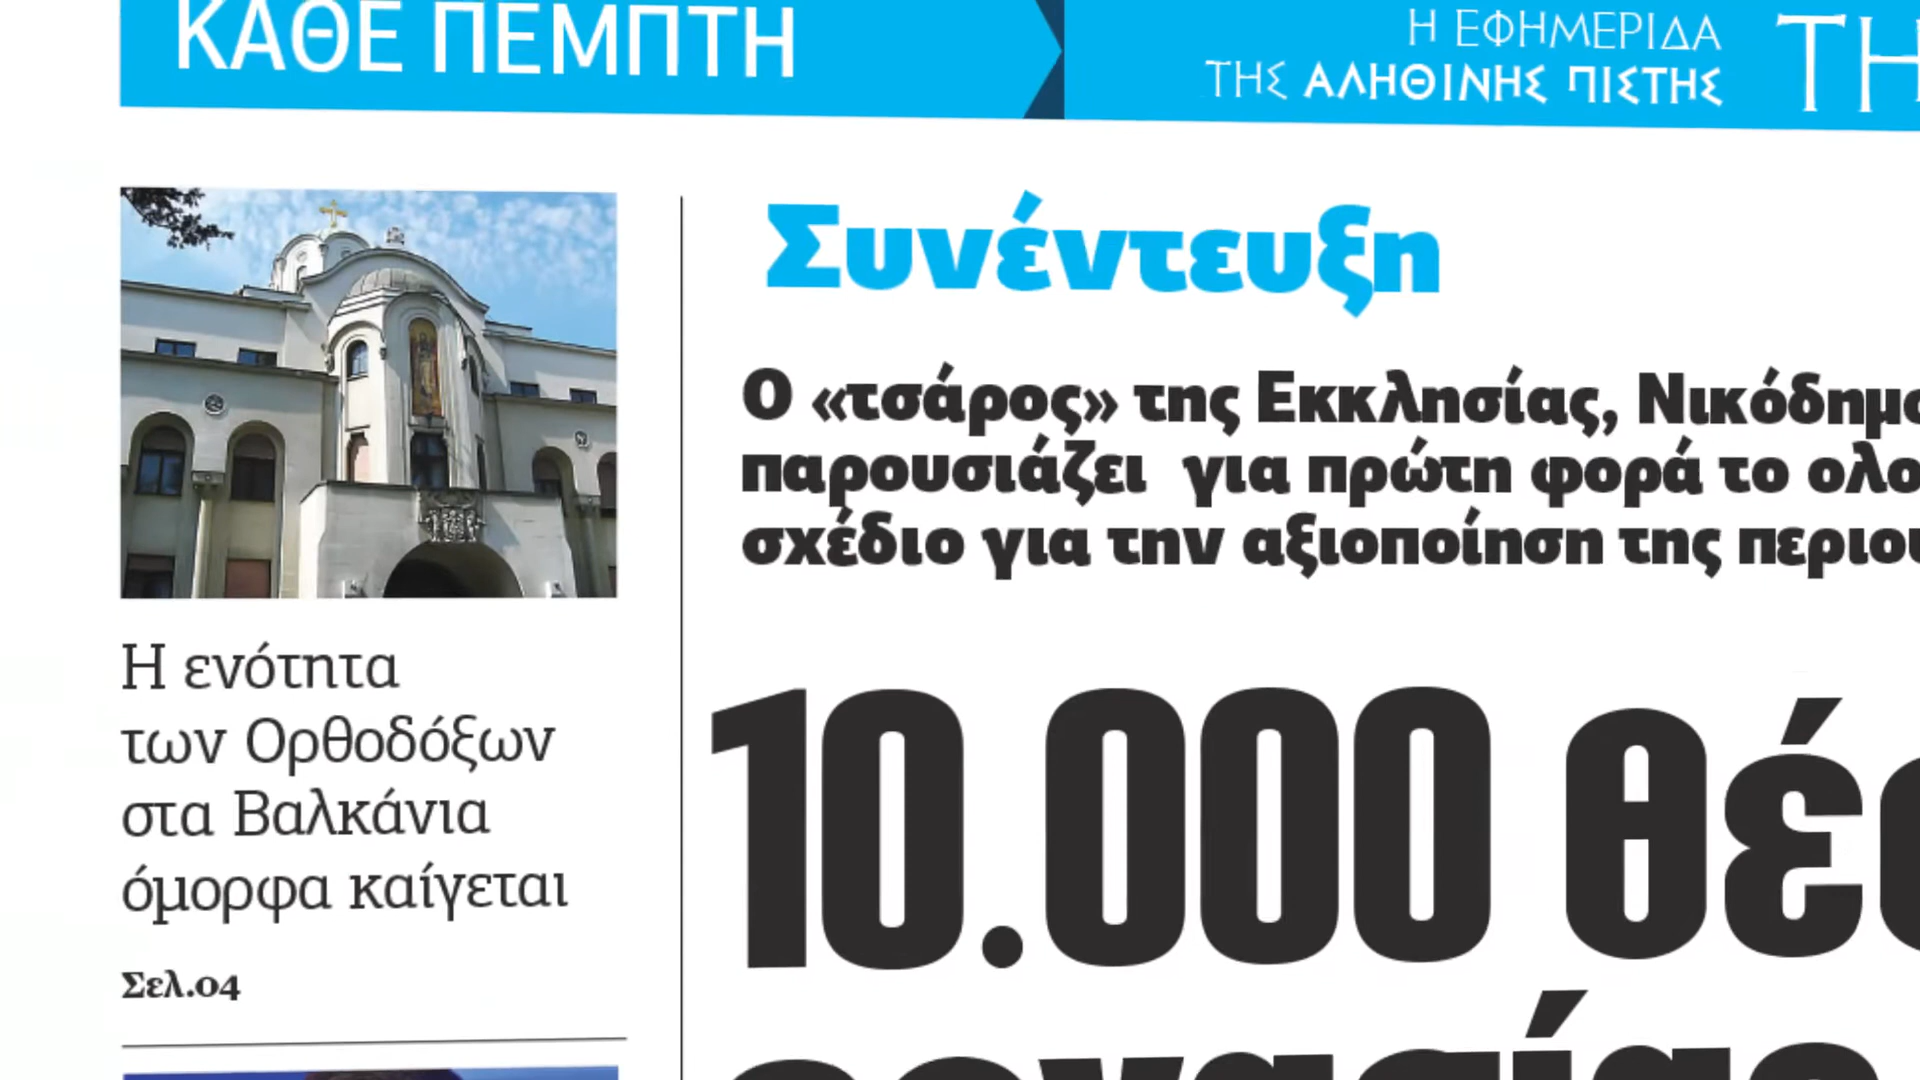 ΚΑΘΕ ΠΕΜΠΤΗ
Η ΕΦΗΜΕΡΙΔΑ
ΤΗΣ ΑΛΗΘΙΝΗΣ ΠΙΣΤΗΣ
Η ενότητα
των Ορθοδόξων
στα Βαλκάνια
όμορφα καίγεται
Σελ.04
Συνέντευξη
Ο «τσάρος» της Εκκλησίας,
παρουσιάζει για πρώτη φορά το
σχέδιο για την αξιοποίηση της
10.000